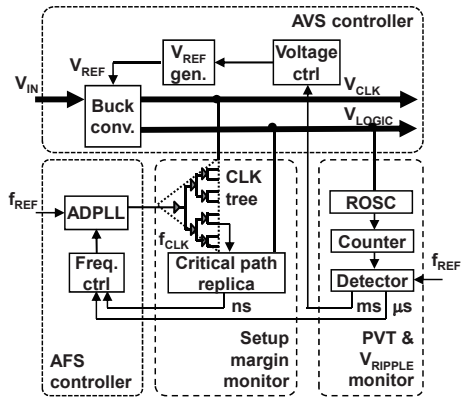 AVS controller
V_REF
V_REF gen.
Voltage ctrl
V_IN
Buck conv.
V_CLK
V_LOGIC
CLK tree
f_REF
ADPLL
f_CLK
ROSC
Counter
Freq. ctrl
Critical path replica
Detector
f_REF
ns
ms
µs
AFS controller
Setup margin monitor
PVT & V_RIPPLE monitor